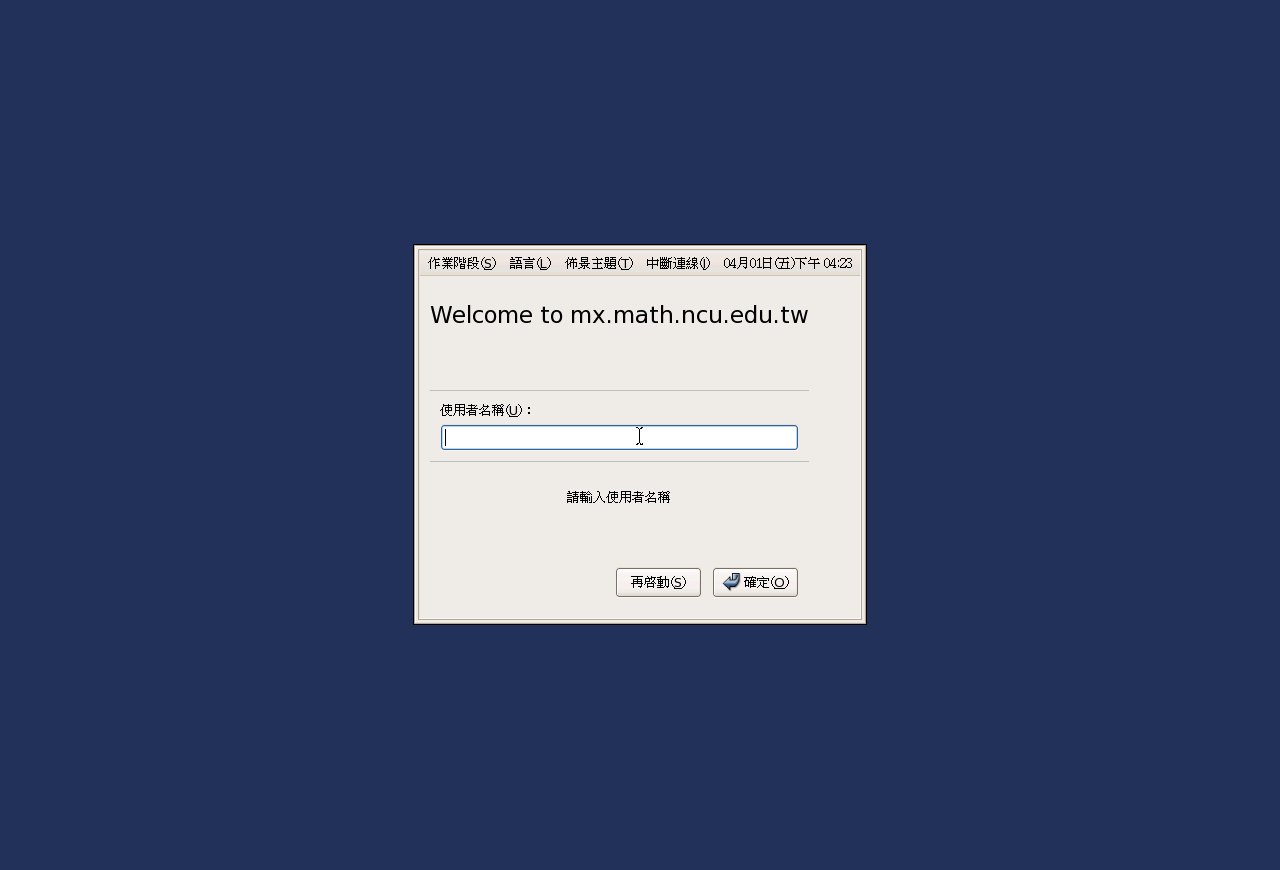 作業階段(S) 語言(L) 佈景主題(T) 中斷連線(I) 04月01日(五)下午 04:23
Welcome to mx.math.ncu.edu.tw
使用者名稱(U)：
請輸入使用者名稱
再啓動(S) 確定(O)